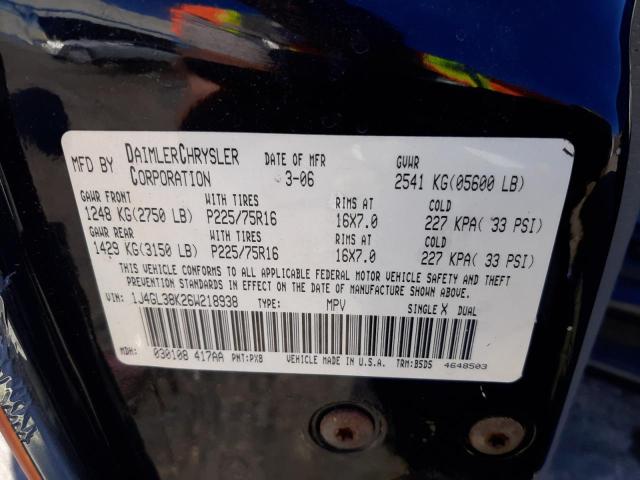 MFD BY DAIMLERCHRYSLER CORPORATION DATE OF MFR 3-06 GVWR 2541 KG(05600 LB)
GAWR FRONT WITH TIRES RIMS AT COLD
1248 KG(2750 LB) P225/75R16 16X7.0 227 KPA( 33 PSI)
GAWR REAR WITH TIRES RIMS AT COLD
1429 KG(3150 LB) P225/75R16 16X7.0 227 KPA( 33 PSI)
THIS VEHICLE CONFORMS TO ALL APPLICABLE FEDERAL MOTOR VEHICLE SAFETY AND THEFT
PREVENTION STANDARDS IN EFFECT ON THE DATE OF MANUFACTURE SHOWN ABOVE.
VIN: 1J4GL38K26W218938 TYPE: MPV SINGLE X DUAL
MDH: 030108 417AA PNT:PX8 VEHICLE MADE IN U.S.A. TRM:BSDS 4648503